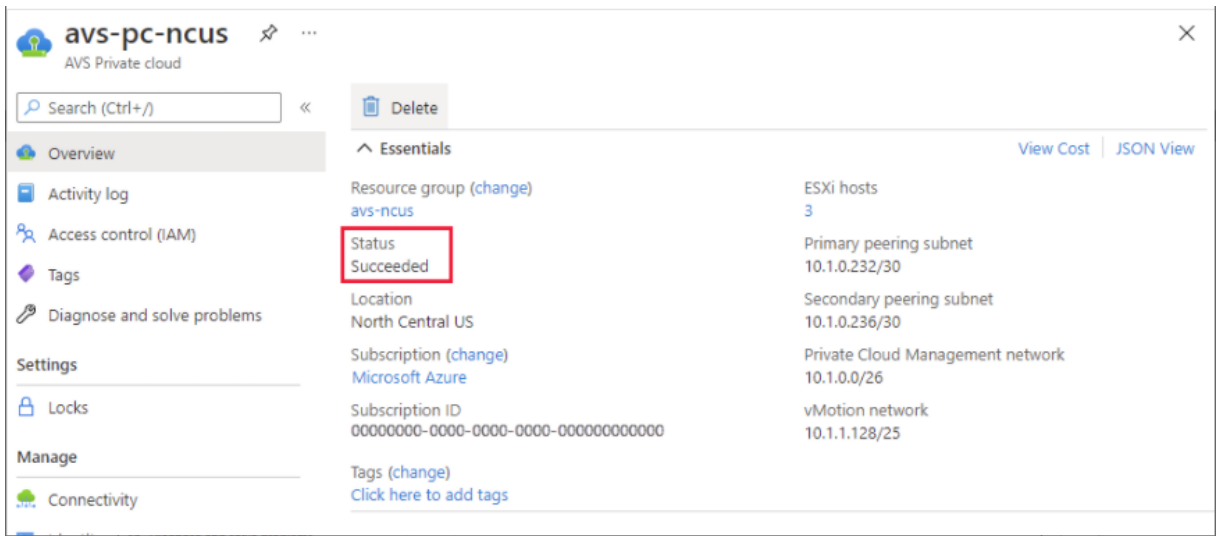 avs-pc-ncus
AVS Private cloud
Search (Ctrl+/)
Overview
Activity log
Access control (IAM)
Tags
Diagnose and solve problems
Settings
Locks
Manage
Connectivity
Delete
Essentials
View Cost
JSON View
Resource group (change)
avs-ncus
Status
Succeeded
Location
North Central US
Subscription (change)
Microsoft Azure
Subscription ID
00000000-0000-0000-0000-000000000000
Tags (change)
Click here to add tags
ESXi hosts
3
Primary peering subnet
10.1.0.232/30
Secondary peering subnet
10.1.0.236/30
Private Cloud Management network
10.1.0.0/26
vMotion network
10.1.1.128/25